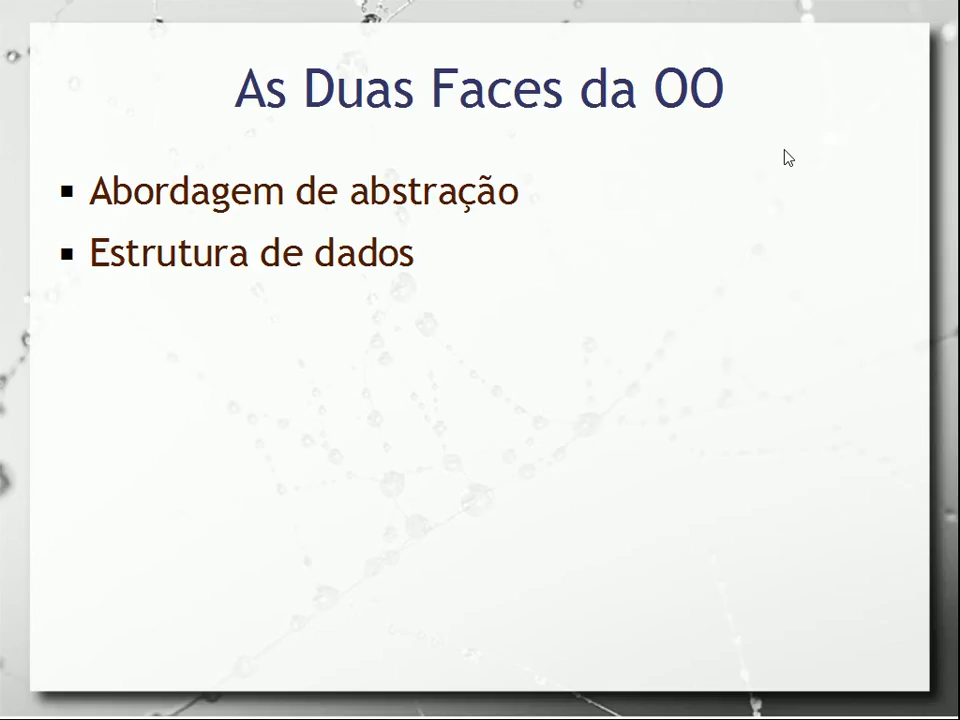 As Duas Faces da OO
Abordagem de abstração
Estrutura de dados